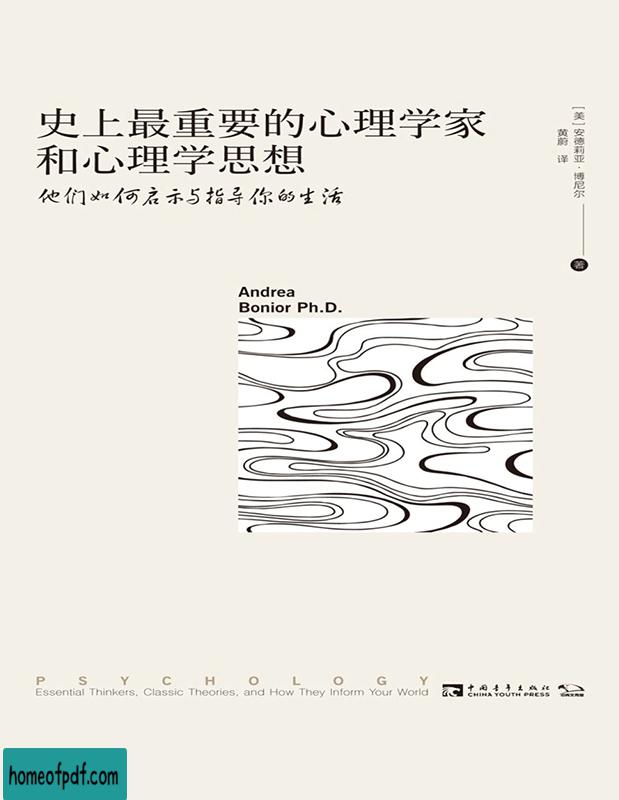 史上最重要的心理学家
和心理学思想
他们如何启示与指导你的生活
[美]安德莉亚·博尼尔
黄蔚 译
著
Andrea
Bonior Ph.D.
PSYCHOLOGY
Essential Thinkers, Classic Theories, and How They Inform Your World
中国青年出版社
CHINA YOUTH PRESS
homeofpdf.com